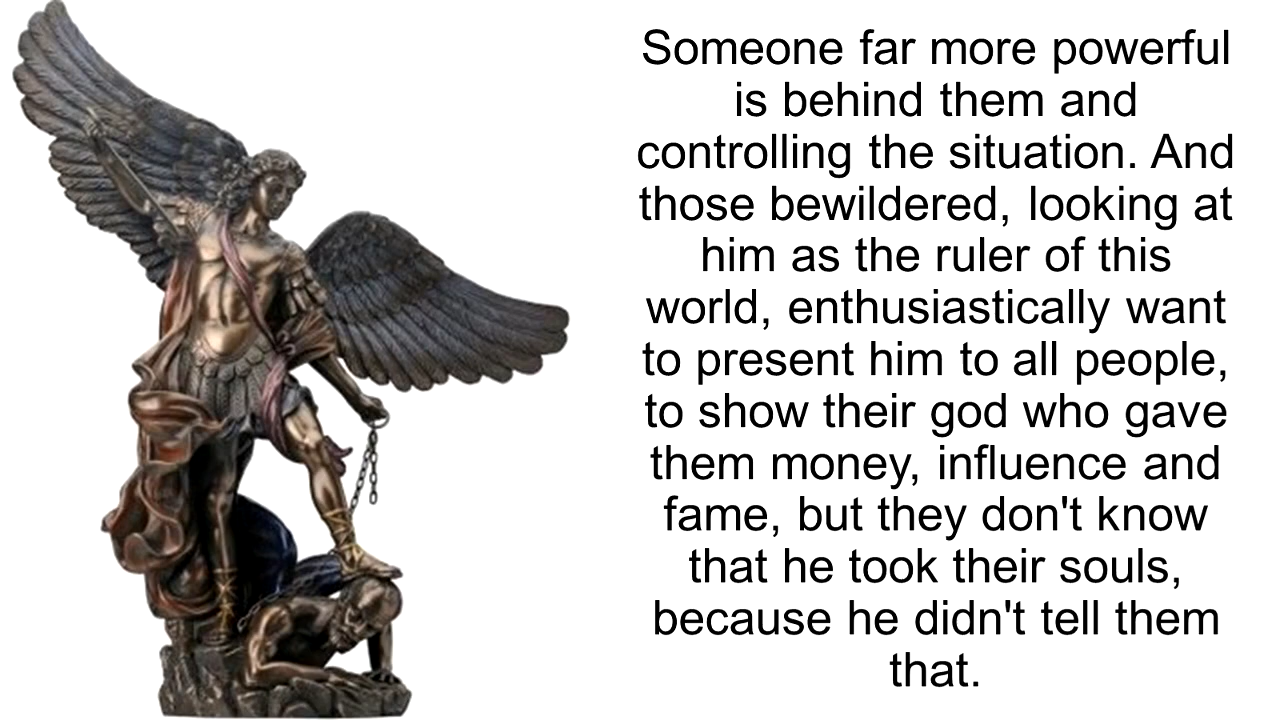 Someone far more powerful
is behind them and
controlling the situation. And
those bewildered, looking at
him as the ruler of this
world, enthusiastically want
to present him to all people,
to show their god who gave
them money, influence and
fame, but they don't know
that he took their souls,
because he didn't tell them
that.